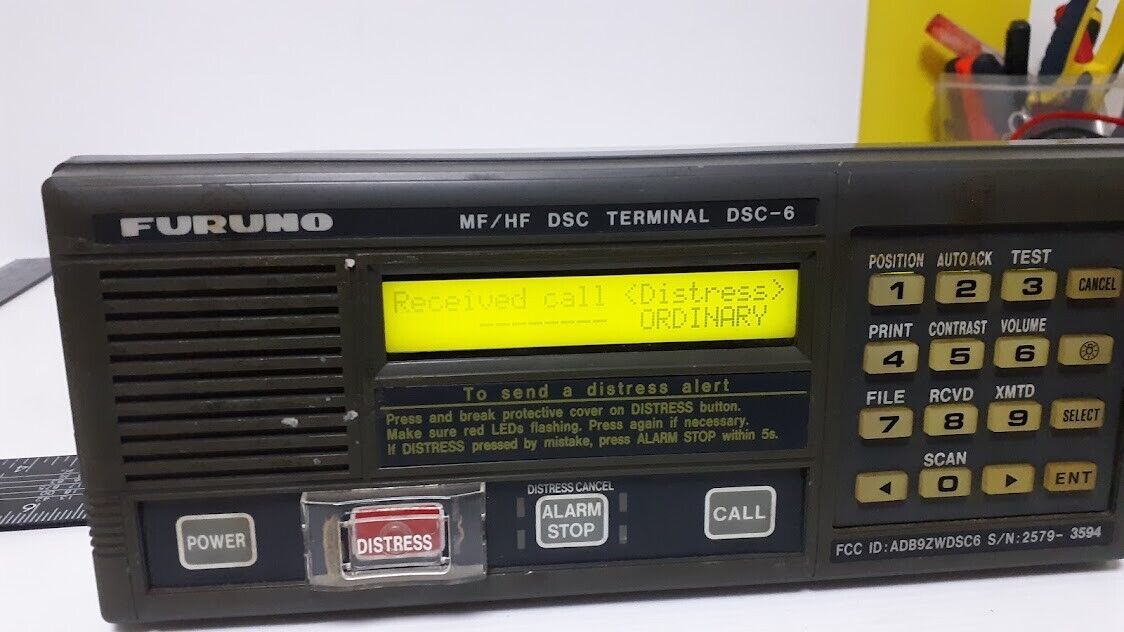 FURUNO
MF/HF DSC TERMINAL DSC-6
Received call <Distress>
ORDINARY
To send a distress alert
Press and break protective cover on DISTRESS button.
Make sure red LEDs flashing. Press again if necessary.
If DISTRESS pressed by mistake, press ALARM STOP within 5s.
POWER
DISTRESS
DISTRESS CANCEL
ALARM
STOP
CALL
POSITION AUTO ACK TEST
1 2 3 CANCEL
PRINT CONTRAST VOLUME
4 5 6
FILE RCVD XMTD
7 8 9 SELECT
SCAN
0 ENT
FCC ID:ADB9ZWDSC6 S/N:2579- 3594